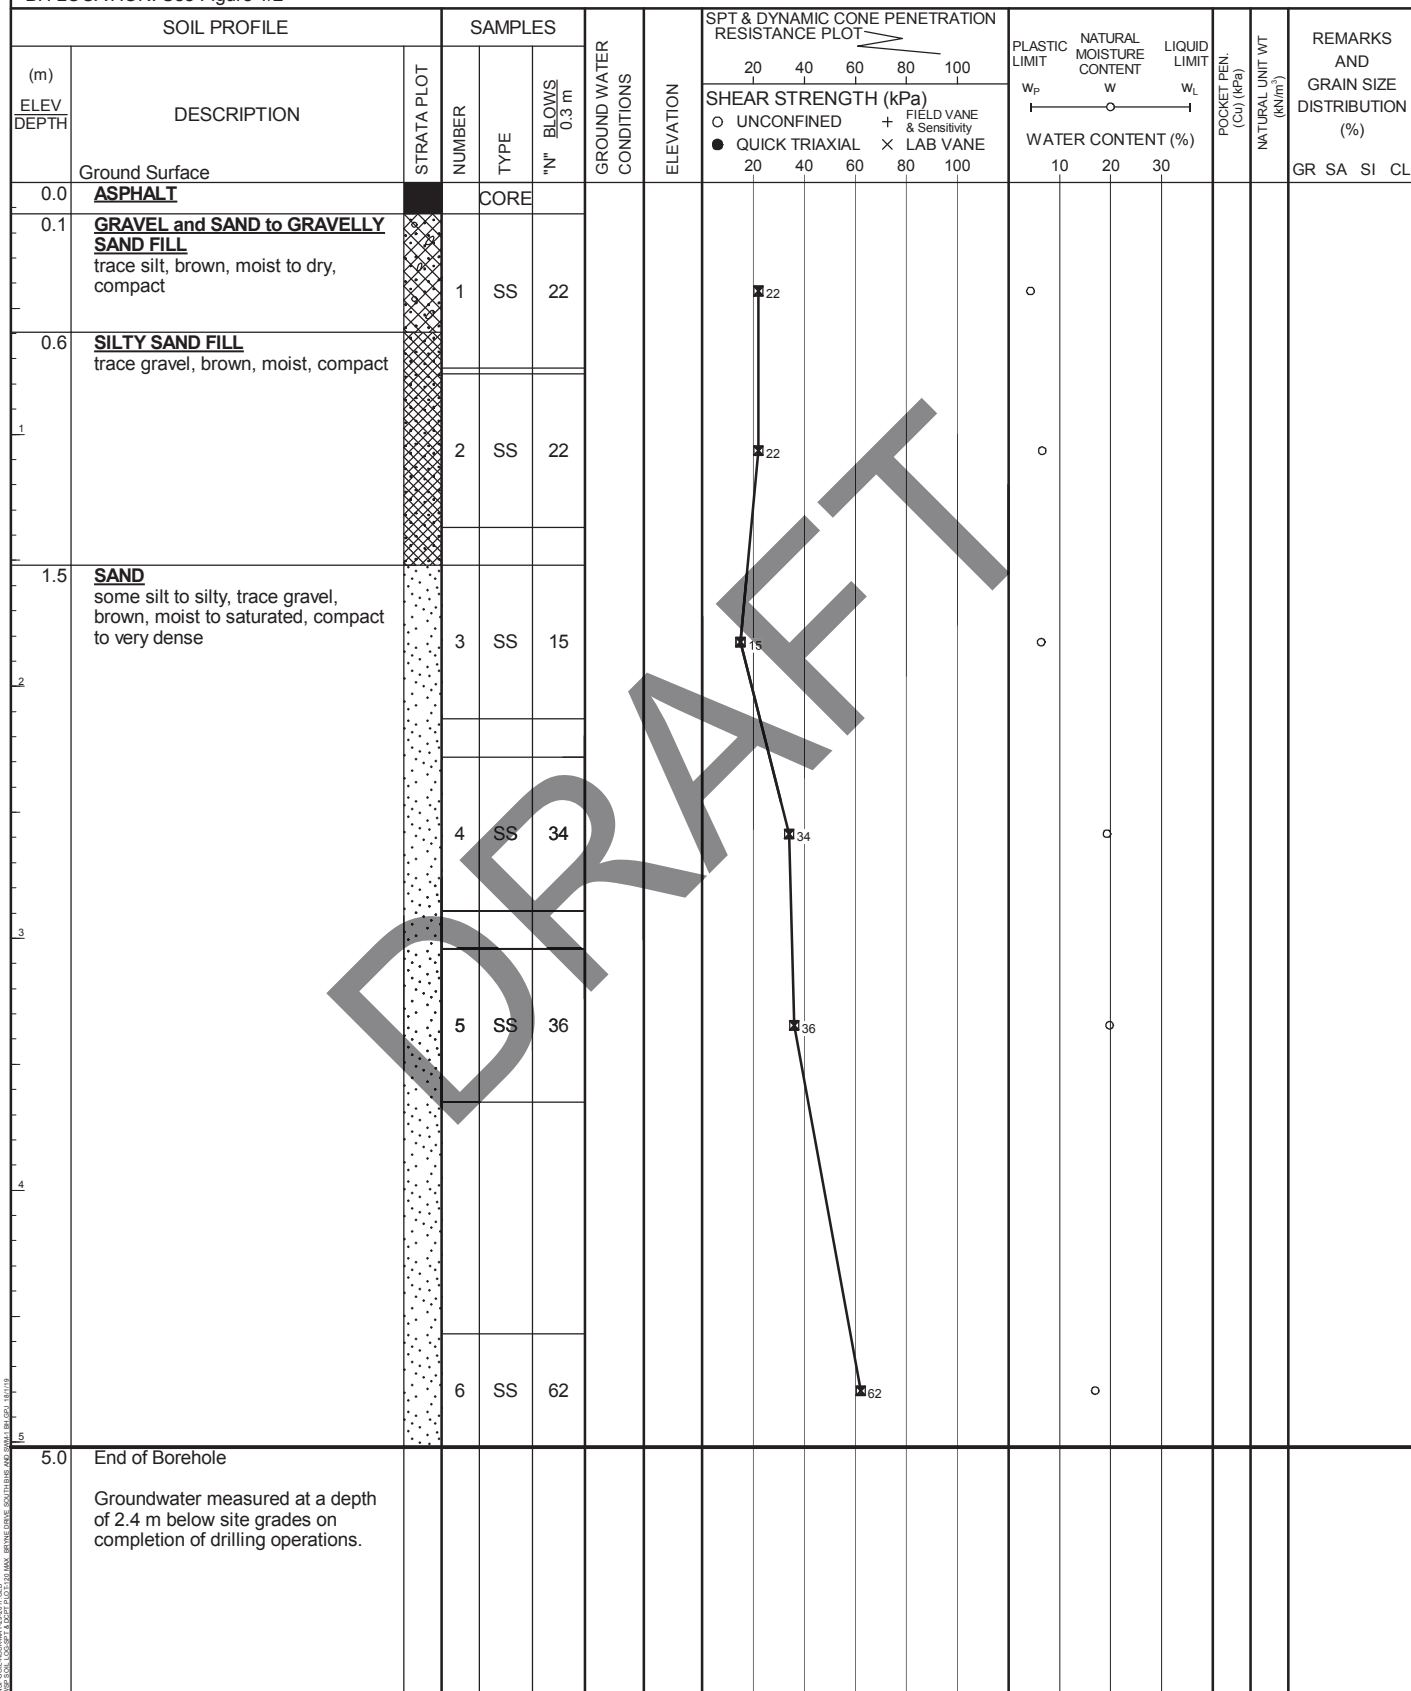 SOIL PROFILE
SAMPLES
(m)
ELEV
DEPTH
DESCRIPTION
Ground Surface
STRATA PLOT
NUMBER
TYPE
"N" BLOWS
0.3 m
GROUND WATER
CONDITIONS
ELEVATION
SPT & DYNAMIC CONE PENETRATION
RESISTANCE PLOT
20 40 60 80 100
SHEAR STRENGTH (kPa)
UNCONFINED
+ FIELD VANE
& Sensitivity
QUICK TRIAXIAL
× LAB VANE
20 40 60 80 100
PLASTIC
LIMIT
NATURAL
MOISTURE
CONTENT
LIQUID
LIMIT
WP W WL
WATER CONTENT (%)
10 20 30
POCKET PEN.
(Cu) (kPa)
NATURAL UNIT WT
(kN/m³)
REMARKS
AND
GRAIN SIZE
DISTRIBUTION
(%)
GR SA SI CL
0.0 ASPHALT
CORE
0.1 GRAVEL and SAND to GRAVELLY
SAND FILL
trace silt, brown, moist to dry,
compact
1 SS 22
22
0.6 SILTY SAND FILL
trace gravel, brown, moist, compact
1
2 SS 22
22
1.5 SAND
some silt to silty, trace gravel,
brown, moist to saturated, compact
to very dense
3 SS 15
15
2
4 SS 34
34
3
5 SS 36
36
4
6 SS 62
62
5
5.0 End of Borehole
Groundwater measured at a depth
of 2.4 m below site grades on
completion of drilling operations.
DRAFT